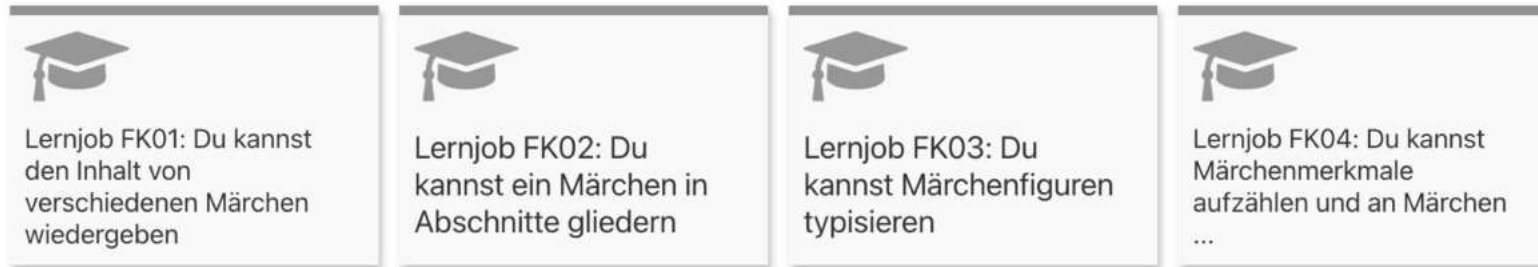 Lernjob FK01: Du kannst
den Inhalt von
verschiedenen Märchen
wiedergeben
Lernjob FK02: Du
kannst ein Märchen in
Abschnitte gliedern
Lernjob FK03: Du
kannst Märchenfiguren
typisieren
Lernjob FK04: Du kannst
Märchenmerkmale
aufzählen und an Märchen
...